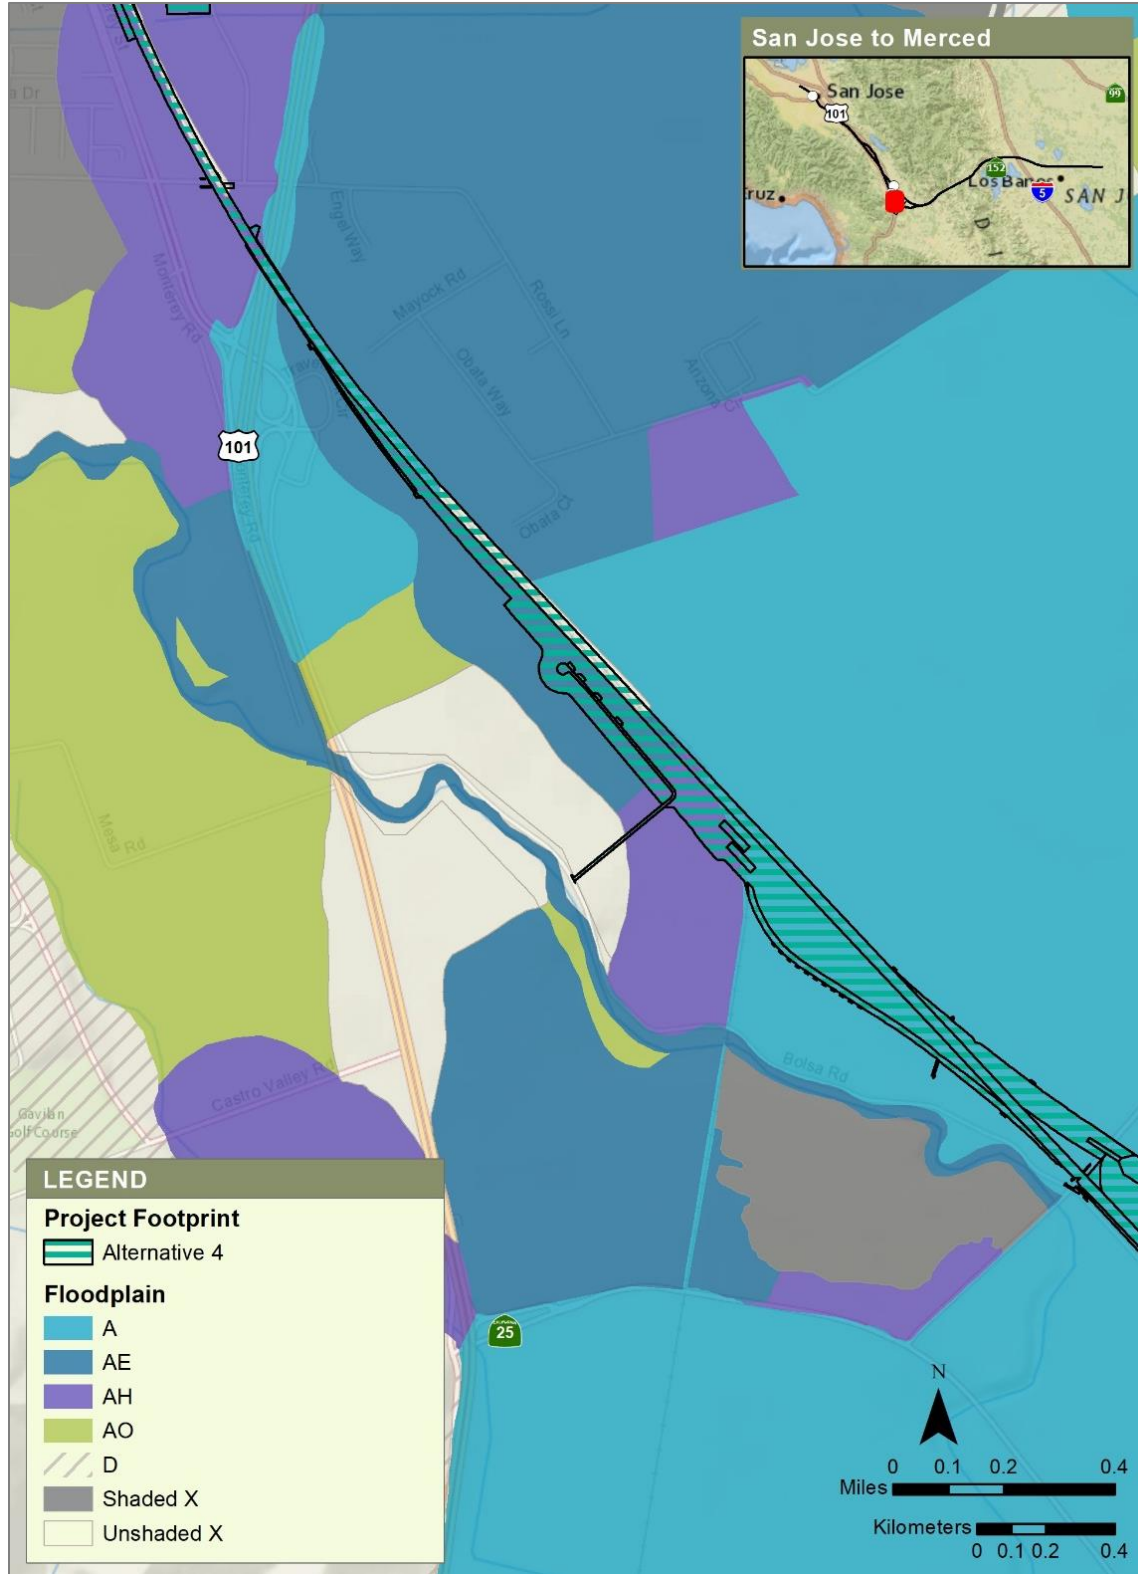 San Jose to Merced
San Jose
101
99
152
Los Banos
5
SAN J
ruz
D I
Dr
Engel Way
Monterey Rd
Mayock Rd
Rossi Ln
Obata Way
Arizona Cir
101
Monterey Rd
Obata Ct
Mesa Rd
Bolsa Rd
Castro Valley Rd
Gavilan
Golf Course
LEGEND
Project Footprint
Alternative 4
Floodplain
A
AE
AH
AO
D
Shaded X
Unshaded X
25
N
0 0.1 0.2 0.4
Miles
Kilometers
0 0.1 0.2 0.4